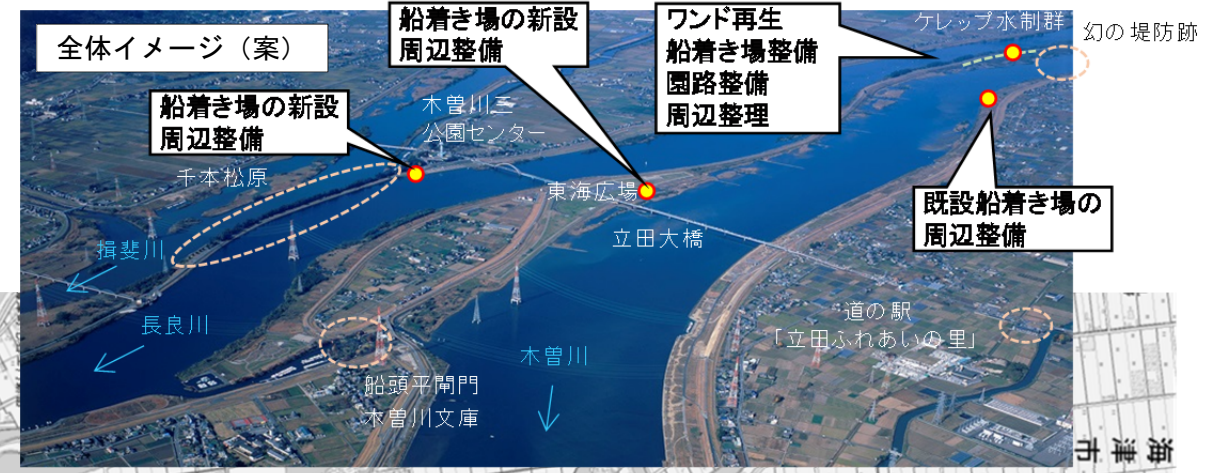 全体イメージ（案）
船着き場の新設
周辺整備
船着き場の新設
周辺整備
ワンド再生
船着き場整備
園路整備
周辺整理
ケレップ水制群
幻の堤防跡
木曽川三
公園センター
千本松原
東海広場
立田大橋
既設船着き場の
周辺整備
揖斐川
長良川
木曽川
船頭平閘門
木曽川文庫
道の駅
「立田ふれあいの里」
海津市